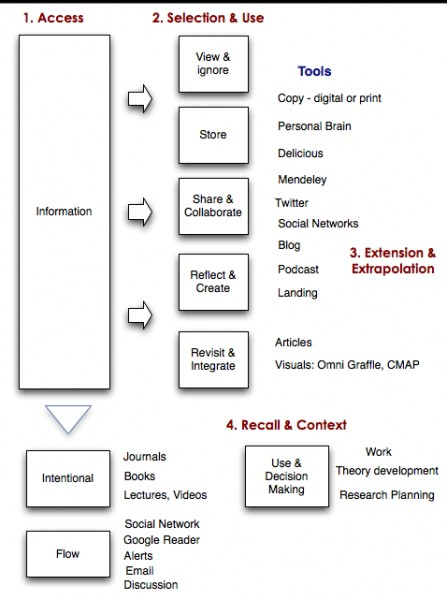 1. Access
2. Selection & Use
Information
View &
ignore
Store
Share &
Collaborate
Reflect &
Create
Revisit &
Integrate
Tools
Copy - digital or print
Personal Brain
Delicious
Mendeley
Twitter
Social Networks
Blog
Podcast
Landing
Articles
Visuals: Omni Graffle, CMAP
3. Extension &
Extrapolation
Intentional
Journals
Books
Lectures, Videos
Flow
Social Network
Google Reader
Alerts
Email
Discussion
4. Recall & Context
Use &
Decision
Making
Work
Theory development
Research Planning